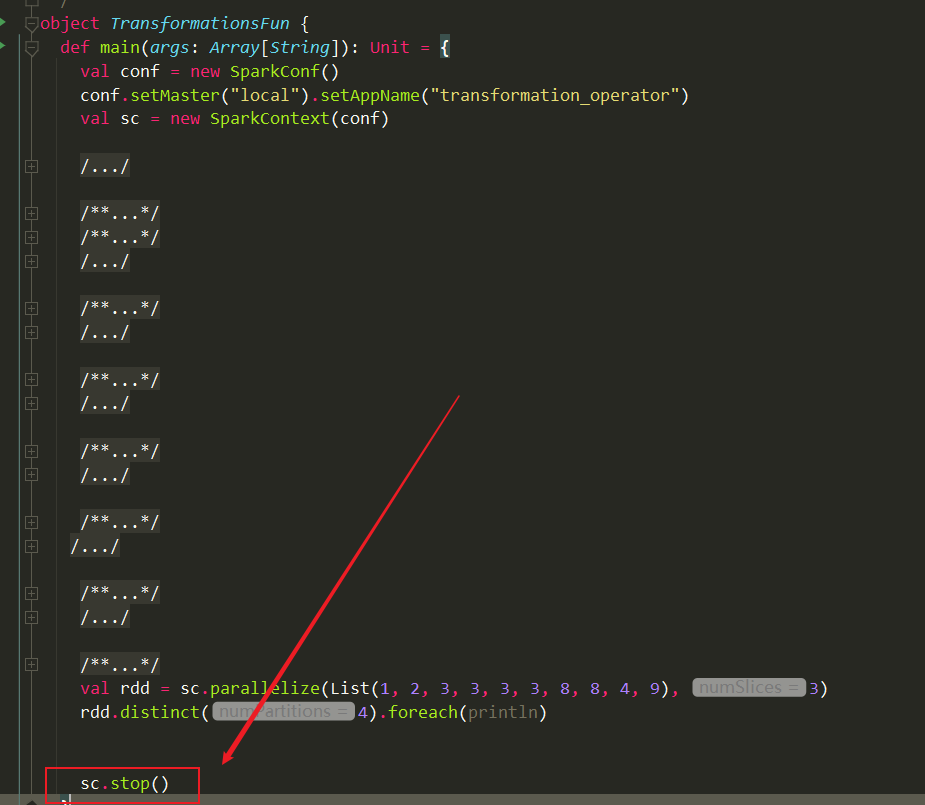 /
object TransformationsFun {
def main(args: Array[String]): Unit = {
val conf = new SparkConf()
conf.setMaster("local").setAppName("transformation_operator")
val sc = new SparkContext(conf)
/.../
/**...*/
/**...*/
/.../
/**...*/
/.../
/**...*/
/.../
/**...*/
/.../
/**...*/
/.../
/**...*/
/.../
/**...*/
val rdd = sc.parallelize(List(1, 2, 3, 3, 3, 3, 8, 8, 4, 9), numSlices = 3)
rdd.distinct(numPartitions = 4).foreach(println)
sc.stop()
}